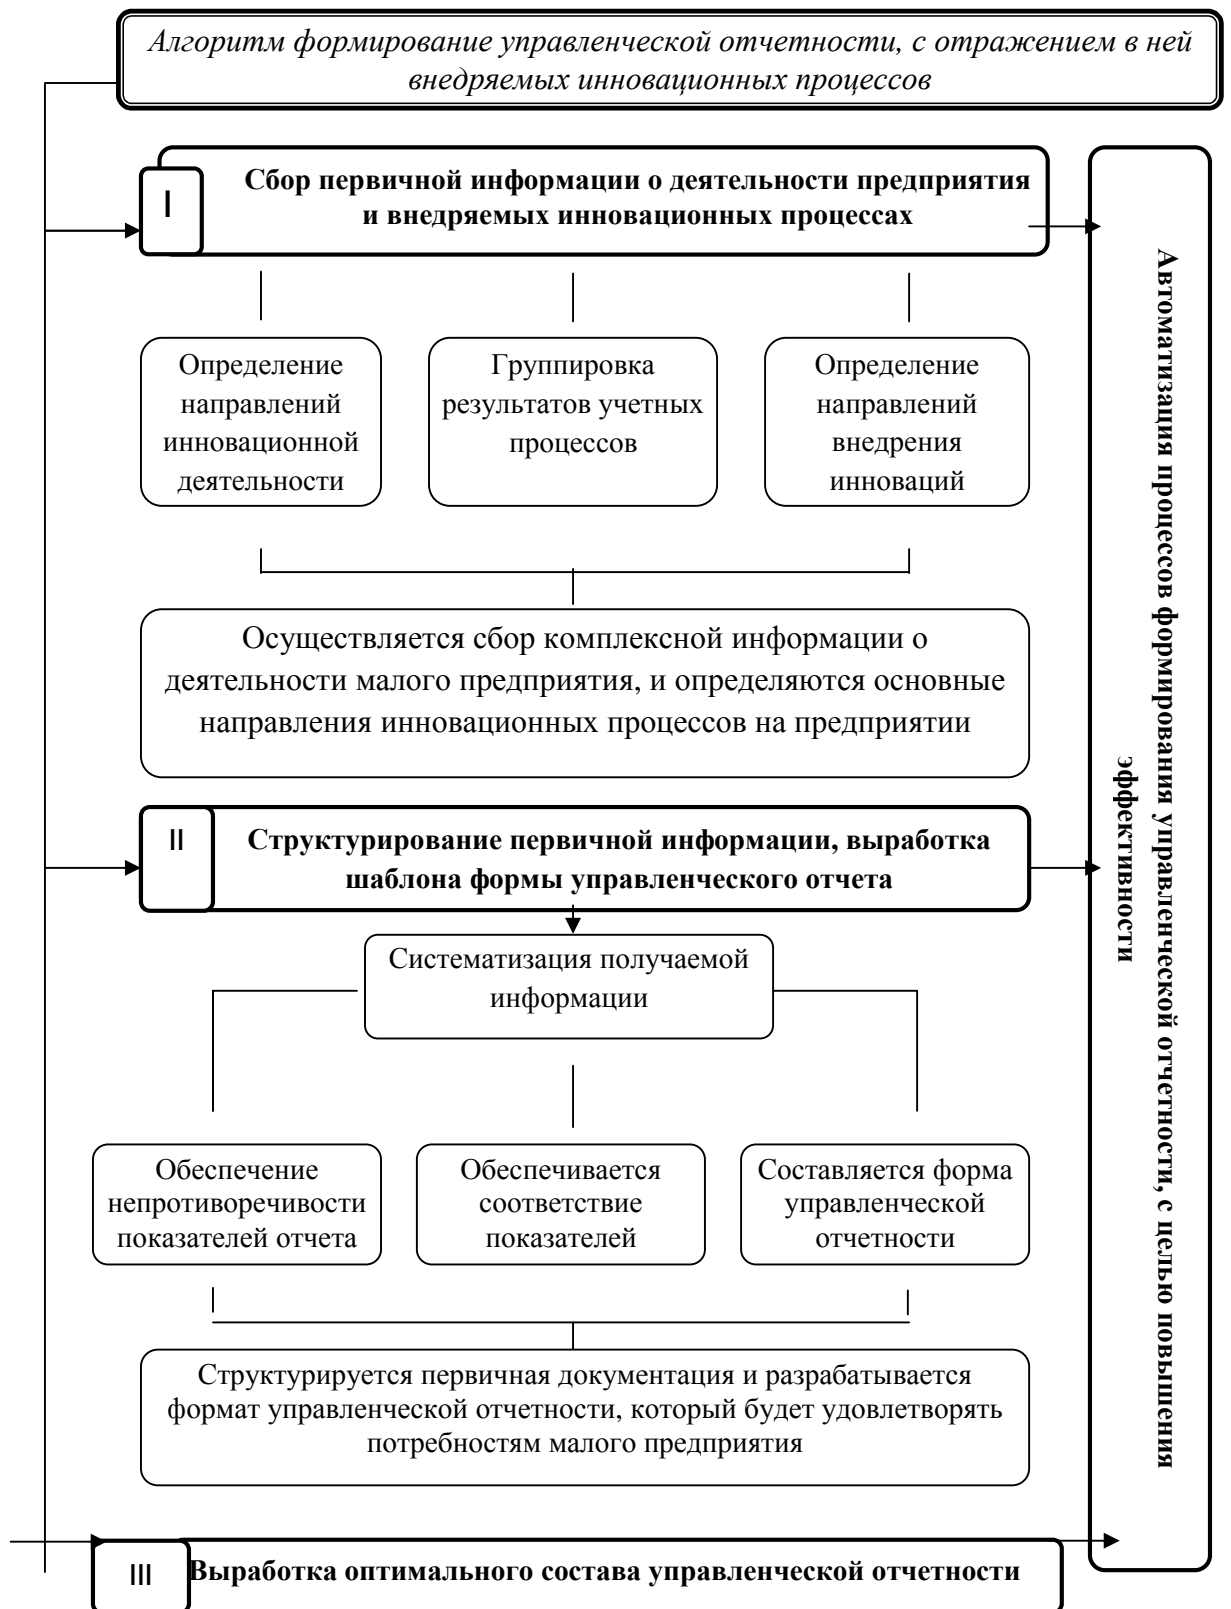 Алгоритм формирование управленческой отчетности, с отражением в ней
внедряемых инновационных процессов
I
Сбор первичной информации о деятельности предприятия
и внедряемых инновационных процессах
Определение
направлений
инновационной
деятельности
Группировка
результатов учетных
процессов
Определение
направлений
внедрения
инноваций
Осуществляется сбор комплексной информации о
деятельности малого предприятия, и определяются основные
направления инновационных процессов на предприятии
II
Структурирование первичной информации, выработка
шаблона формы управленческого отчета
Систематизация получаемой
информации
Обеспечение
непротиворечивости
показателей отчета
Обеспечивается
соответствие
показателей
Составляется форма
управленческой
отчетности
Структурируется первичная документация и разрабатывается
формат управленческой отчетности, который будет удовлетворять
потребностям малого предприятия
III
Выработка оптимального состава управленческой отчетности
Автоматизация процессов формирования управленческой отчетности, с целью повышения
эффективности